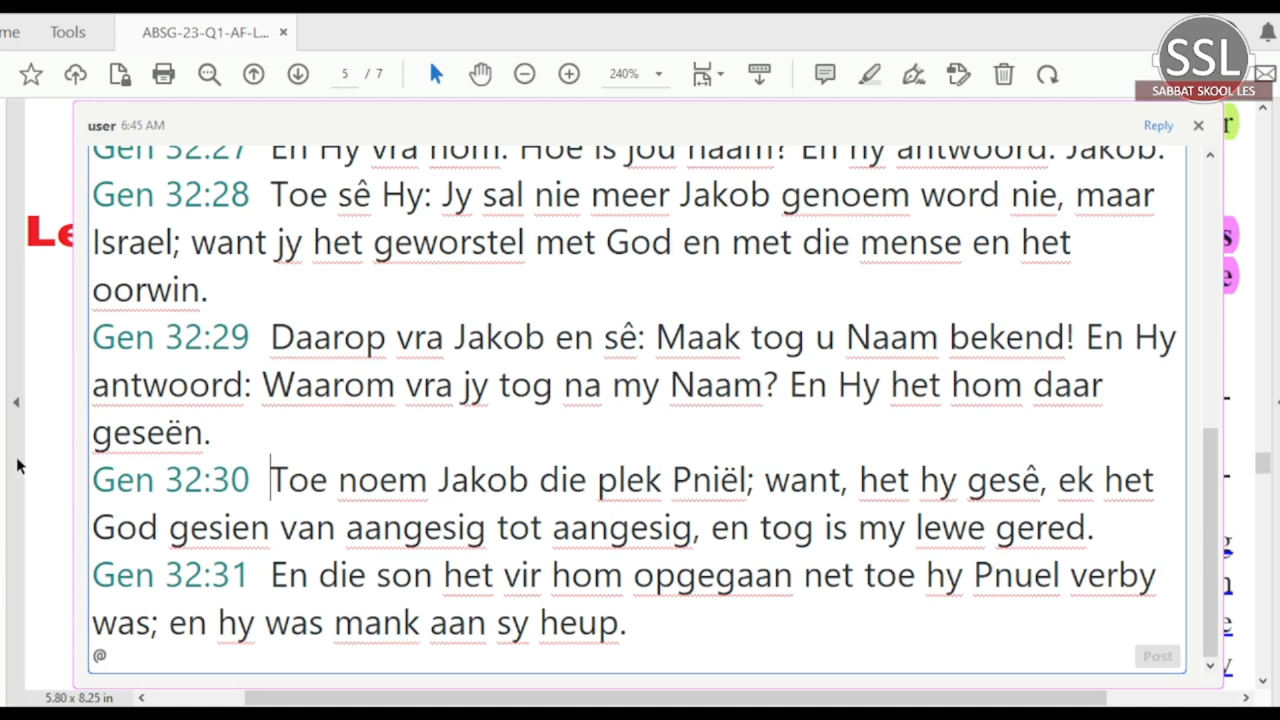 me
Tools
ABSG-23-Q1-AF-L...
5 / 7
240%
SSL
SABBAT SKOOL LES
user 6:45 AM
Reply
Gen 32:27 En Hy vra hom: Hoe is jou naam? En hy antwoord: Jakob.
Gen 32:28 Toe sê Hy: Jy sal nie meer Jakob genoem word nie, maar
Israel; want jy het geworstel met God en met die mense en het
oorwin.
Gen 32:29 Daarop vra Jakob en sê: Maak tog u Naam bekend! En Hy
antwoord: Waarom vra jy tog na my Naam? En Hy het hom daar
geseën.
Gen 32:30 Toe noem Jakob die plek Pniël; want, het hy gesê, ek het
God gesien van aangesig tot aangesig, en tog is my lewe gered.
Gen 32:31 En die son het vir hom opgegaan net toe hy Pnuel verby
was; en hy was mank aan sy heup.
@
Post
Le
r
s
e
n
e
5.80 x 8.25 in